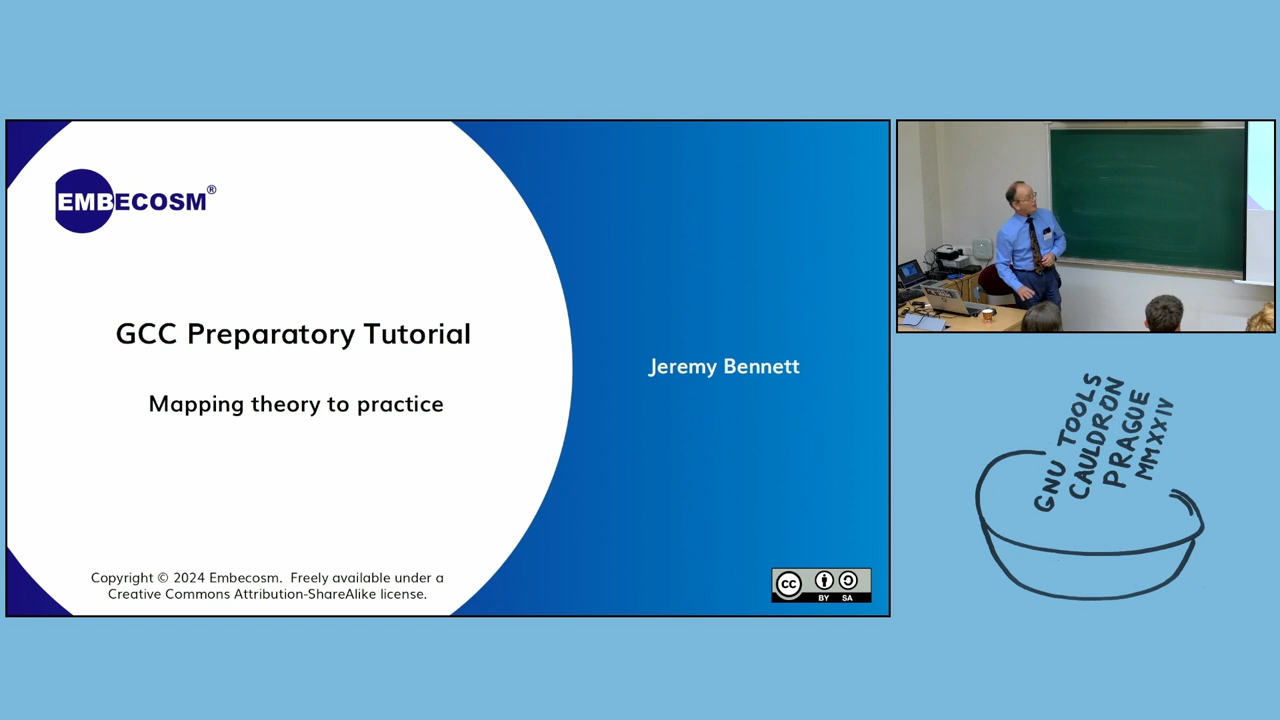 EMBECOSM®
GCC Preparatory Tutorial
Mapping theory to practice
Jeremy Bennett
Copyright © 2024 Embecosm. Freely available under a
Creative Commons Attribution-ShareAlike license.
cc
BY SA
GNU TOOLS
CAULDRON
PRAGUE
MMXXIV